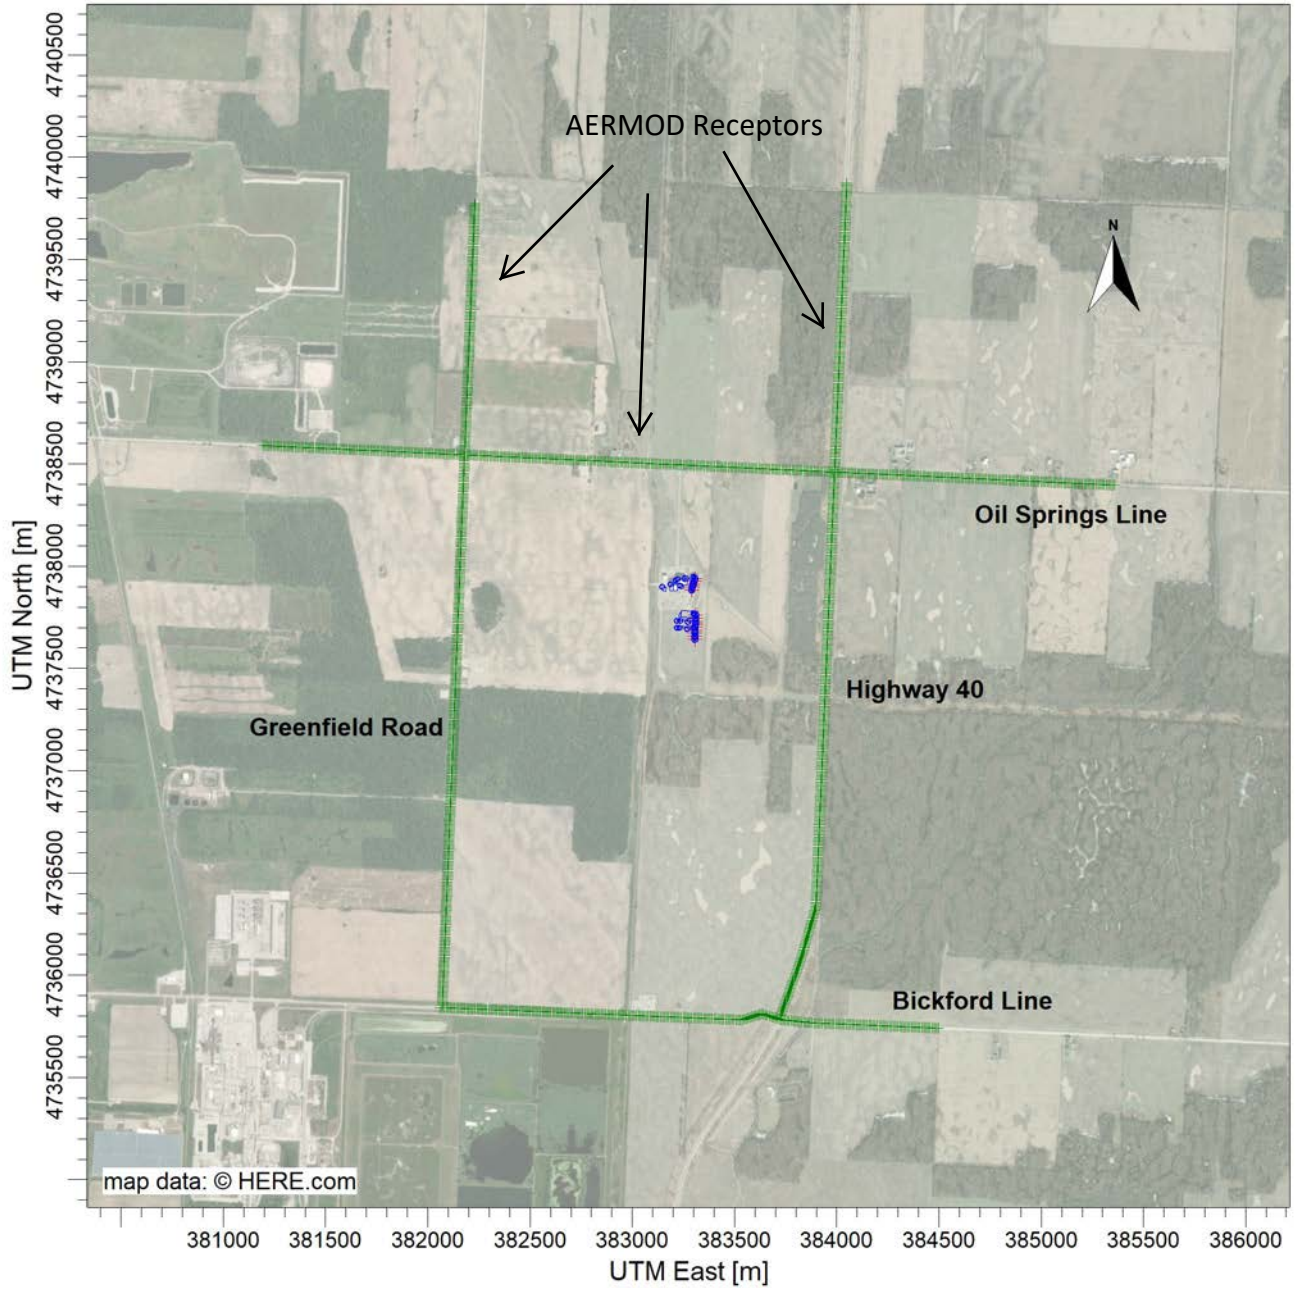 AERMOD Receptors
N
Oil Springs Line
Highway 40
Greenfield Road
Bickford Line
map data: © HERE.com
UTM North [m]
4740500
4740000
4739500
4739000
4738500
4738000
4737500
4737000
4736500
4736000
4735500
381000 381500 382000 382500 383000 383500 384000 384500 385000 385500 386000
UTM East [m]